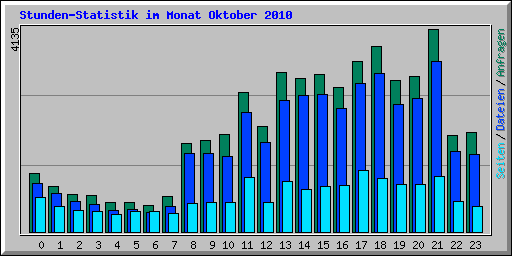 Stunden-Statistik im Monat Oktober 2010
4135
Seiten / Dateien / Anfragen
0 1 2 3 4 5 6 7 8 9 10 11 12 13 14 15 16 17 18 19 20 21 22 23